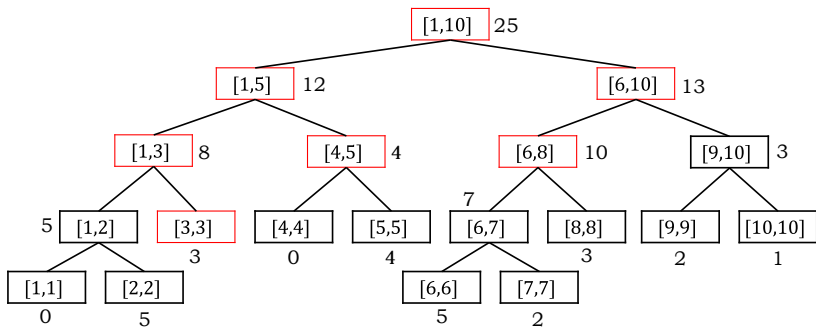 [1,10] 25
[1,5] 12 [6,10] 13
[1,3] 8 [4,5] 4 [6,8] 10 [9,10] 3
5 [1,2] [3,3] [4,4] [5,5] 7 [6,7] [8,8] [9,9] [10,10]
3 0 4 3 2 1
[1,1] [2,2] [6,6] [7,7]
0 5 5 2